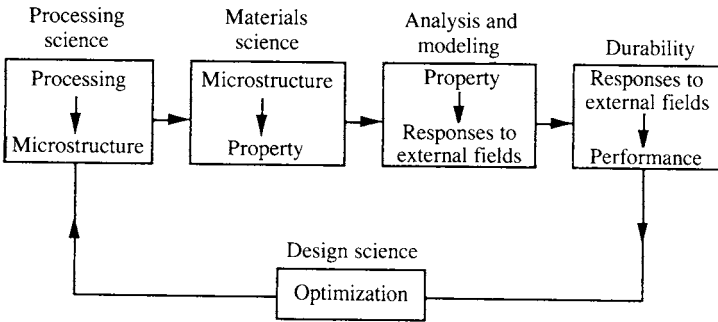 Processing
science
Processing
Microstructure
Materials
science
Microstructure
Property
Analysis and
modeling
Property
Responses to
external fields
Durability
Responses to
external fields
Performance
Design science
Optimization